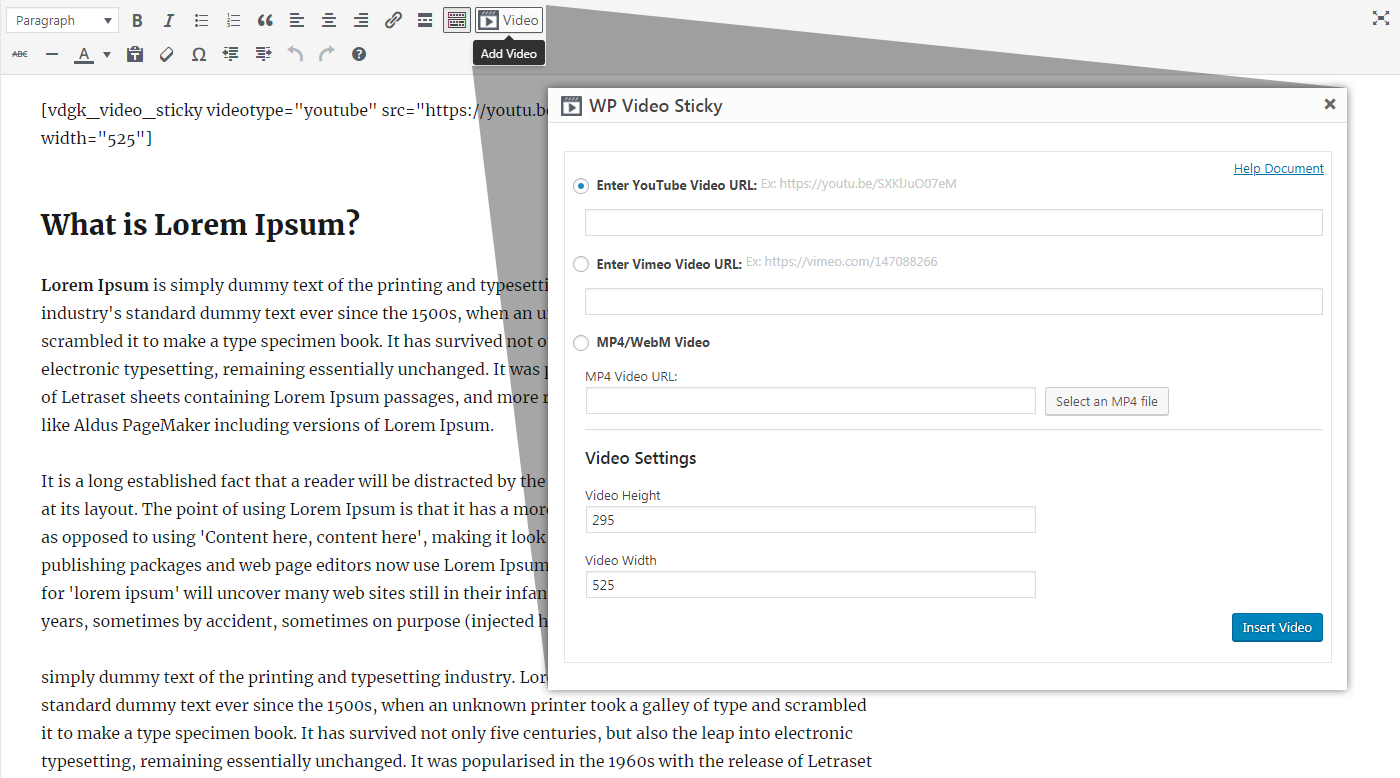 Paragraph
B I
Video
ABC
A
Add Video
[vdgk_video_sticky videotype="youtube" src="https://youtu.be
width="525"]
What is Lorem Ipsum?
Lorem Ipsum is simply dummy text of the printing and typesetti
industry's standard dummy text ever since the 1500s, when an u
scrambled it to make a type specimen book. It has survived not o
electronic typesetting, remaining essentially unchanged. It was p
of Letraset sheets containing Lorem Ipsum passages, and more r
like Aldus PageMaker including versions of Lorem Ipsum.
It is a long established fact that a reader will be distracted by the
at its layout. The point of using Lorem Ipsum is that it has a more
as opposed to using 'Content here, content here', making it look
publishing packages and web page editors now use Lorem Ipsum
for 'lorem ipsum' will uncover many web sites still in their infan
years, sometimes by accident, sometimes on purpose (injected h
simply dummy text of the printing and typesetting industry. Lor
standard dummy text ever since the 1500s, when an unknown printer took a galley of type and scrambled
it to make a type specimen book. It has survived not only five centuries, but also the leap into electronic
typesetting, remaining essentially unchanged. It was popularised in the 1960s with the release of Letraset
WP Video Sticky
Help Document
Enter YouTube Video URL: Ex: https://youtu.be/SXKlJuO07eM
Enter Vimeo Video URL: Ex: https://vimeo.com/147088266
MP4/WebM Video
MP4 Video URL:
Select an MP4 file
Video Settings
Video Height
295
Video Width
525
Insert Video